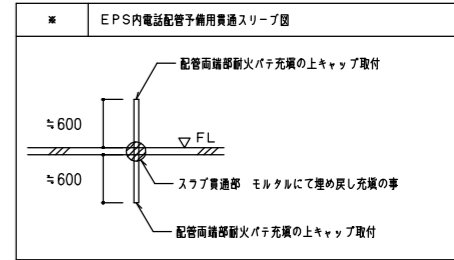 ※ EPS内電話配管予備用貫通スリーブ図
配管両端部耐火パテ充填の上キャップ取付
≒600
▽ FL
≒600
スラブ貫通部 モルタルにて埋め戻し充填の事
配管両端部耐火パテ充填の上キャップ取付